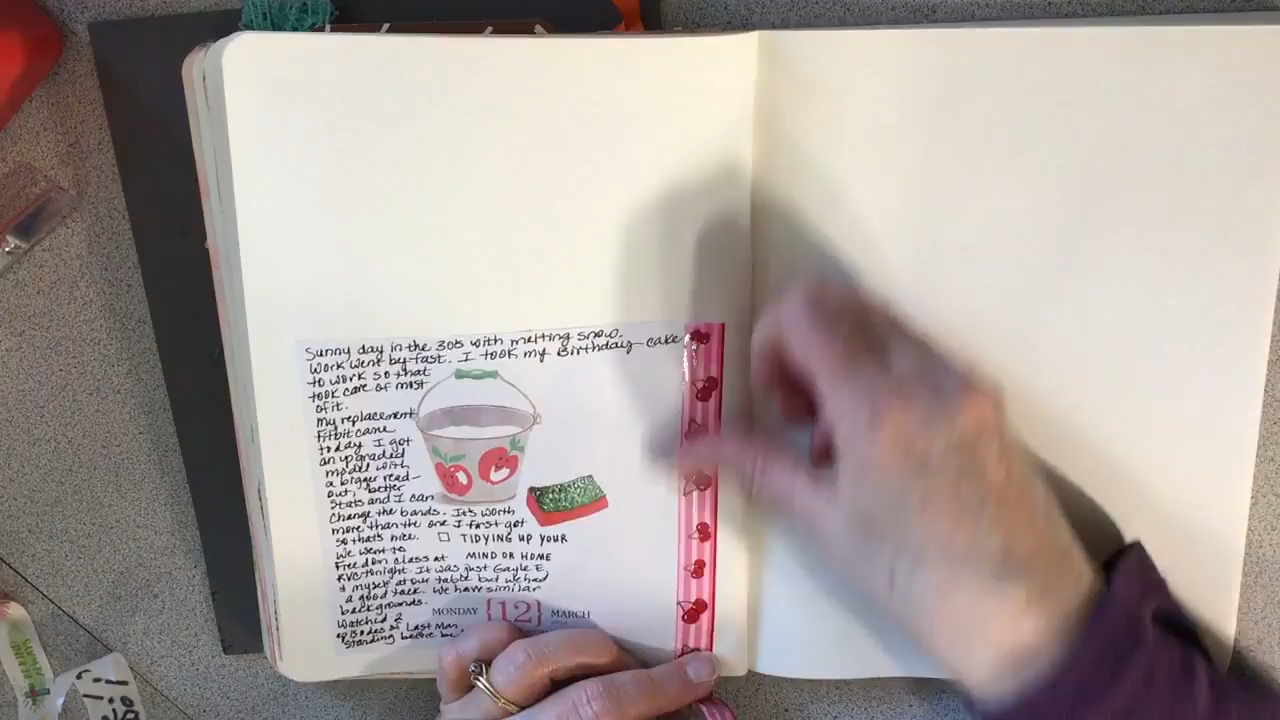 Sunny day in the 30s with melting snow.
Work went by fast. I took my Birthday cake
to work so that
took care of most
of it.
My replacement
Fitbit came
today. I got
an upgraded
model with
a bigger read-
out, better
stats and I can
change the bands. It's worth
more than the one I first got
so that's nice.
□ TIDYING UP YOUR
MIND OR HOME
We went to
Freedom class at
RVC tonight. It was just Gayle E.
& myself at our table but we had
a good talk. We have similar
backgrounds.
MONDAY {12} MARCH
Watched 2
episodes of Last Man
Standing before be